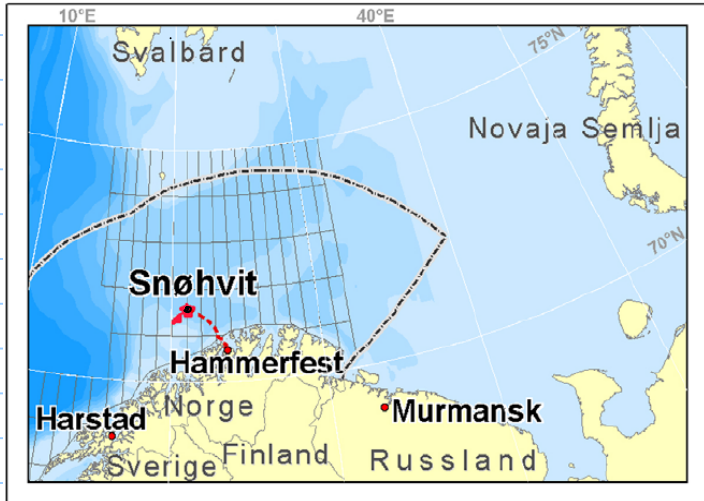 10°E
40°E
Svalbard
75°N
Novaja Semlja
70°N
Snøhvit
Hammerfest
Norge
Harstad
Murmansk
Finland
Sverige
Russland